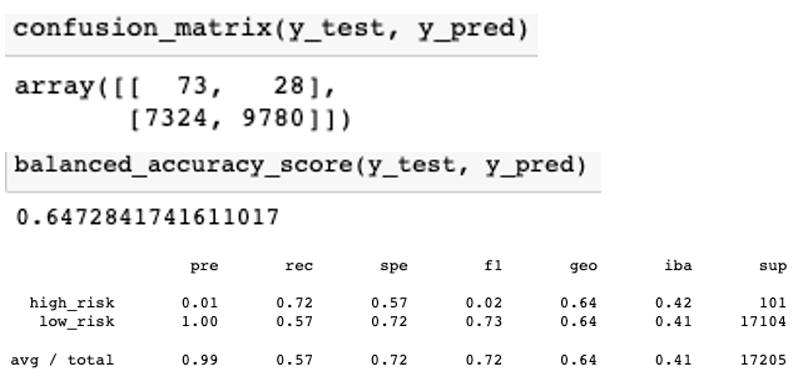 confusion_matrix(y_test, y_pred)
array([[ 73, 28],
[7324, 9780]])
balanced_accuracy_score(y_test, y_pred)
0.6472841741611017
pre rec spe f1 geo iba sup
high_risk 0.01 0.72 0.57 0.02 0.64 0.42 101
low_risk 1.00 0.57 0.72 0.73 0.64 0.41 17104
avg / total 0.99 0.57 0.72 0.72 0.64 0.41 17205